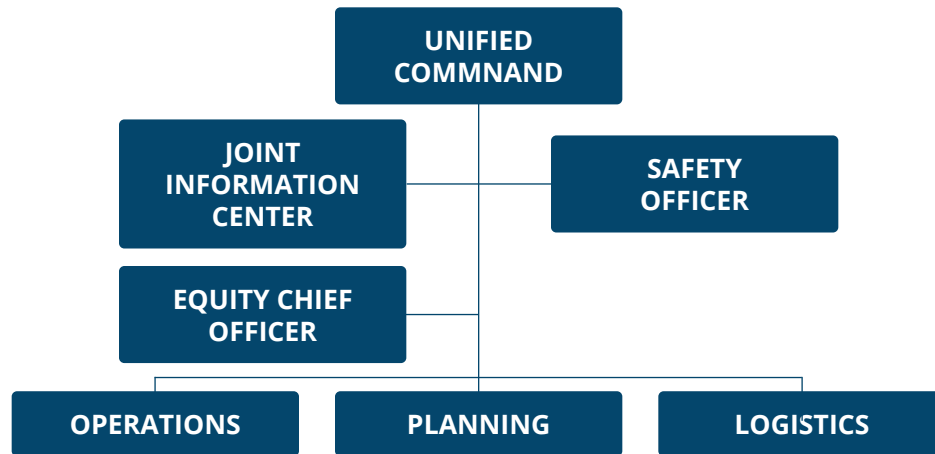 UNIFIED
COMMNAND
JOINT
INFORMATION
CENTER
SAFETY
OFFICER
EQUITY CHIEF
OFFICER
OPERATIONS
PLANNING
LOGISTICS